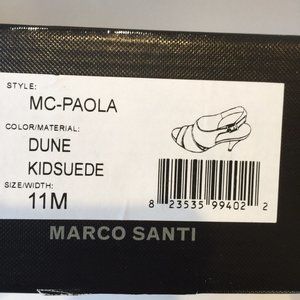 STYLE:
MC-PAOLA
COLOR/MATERIAL:
DUNE
KIDSUEDE
SIZE/WIDTH:
11M
8 23535 99402 2
MARCO SANTI